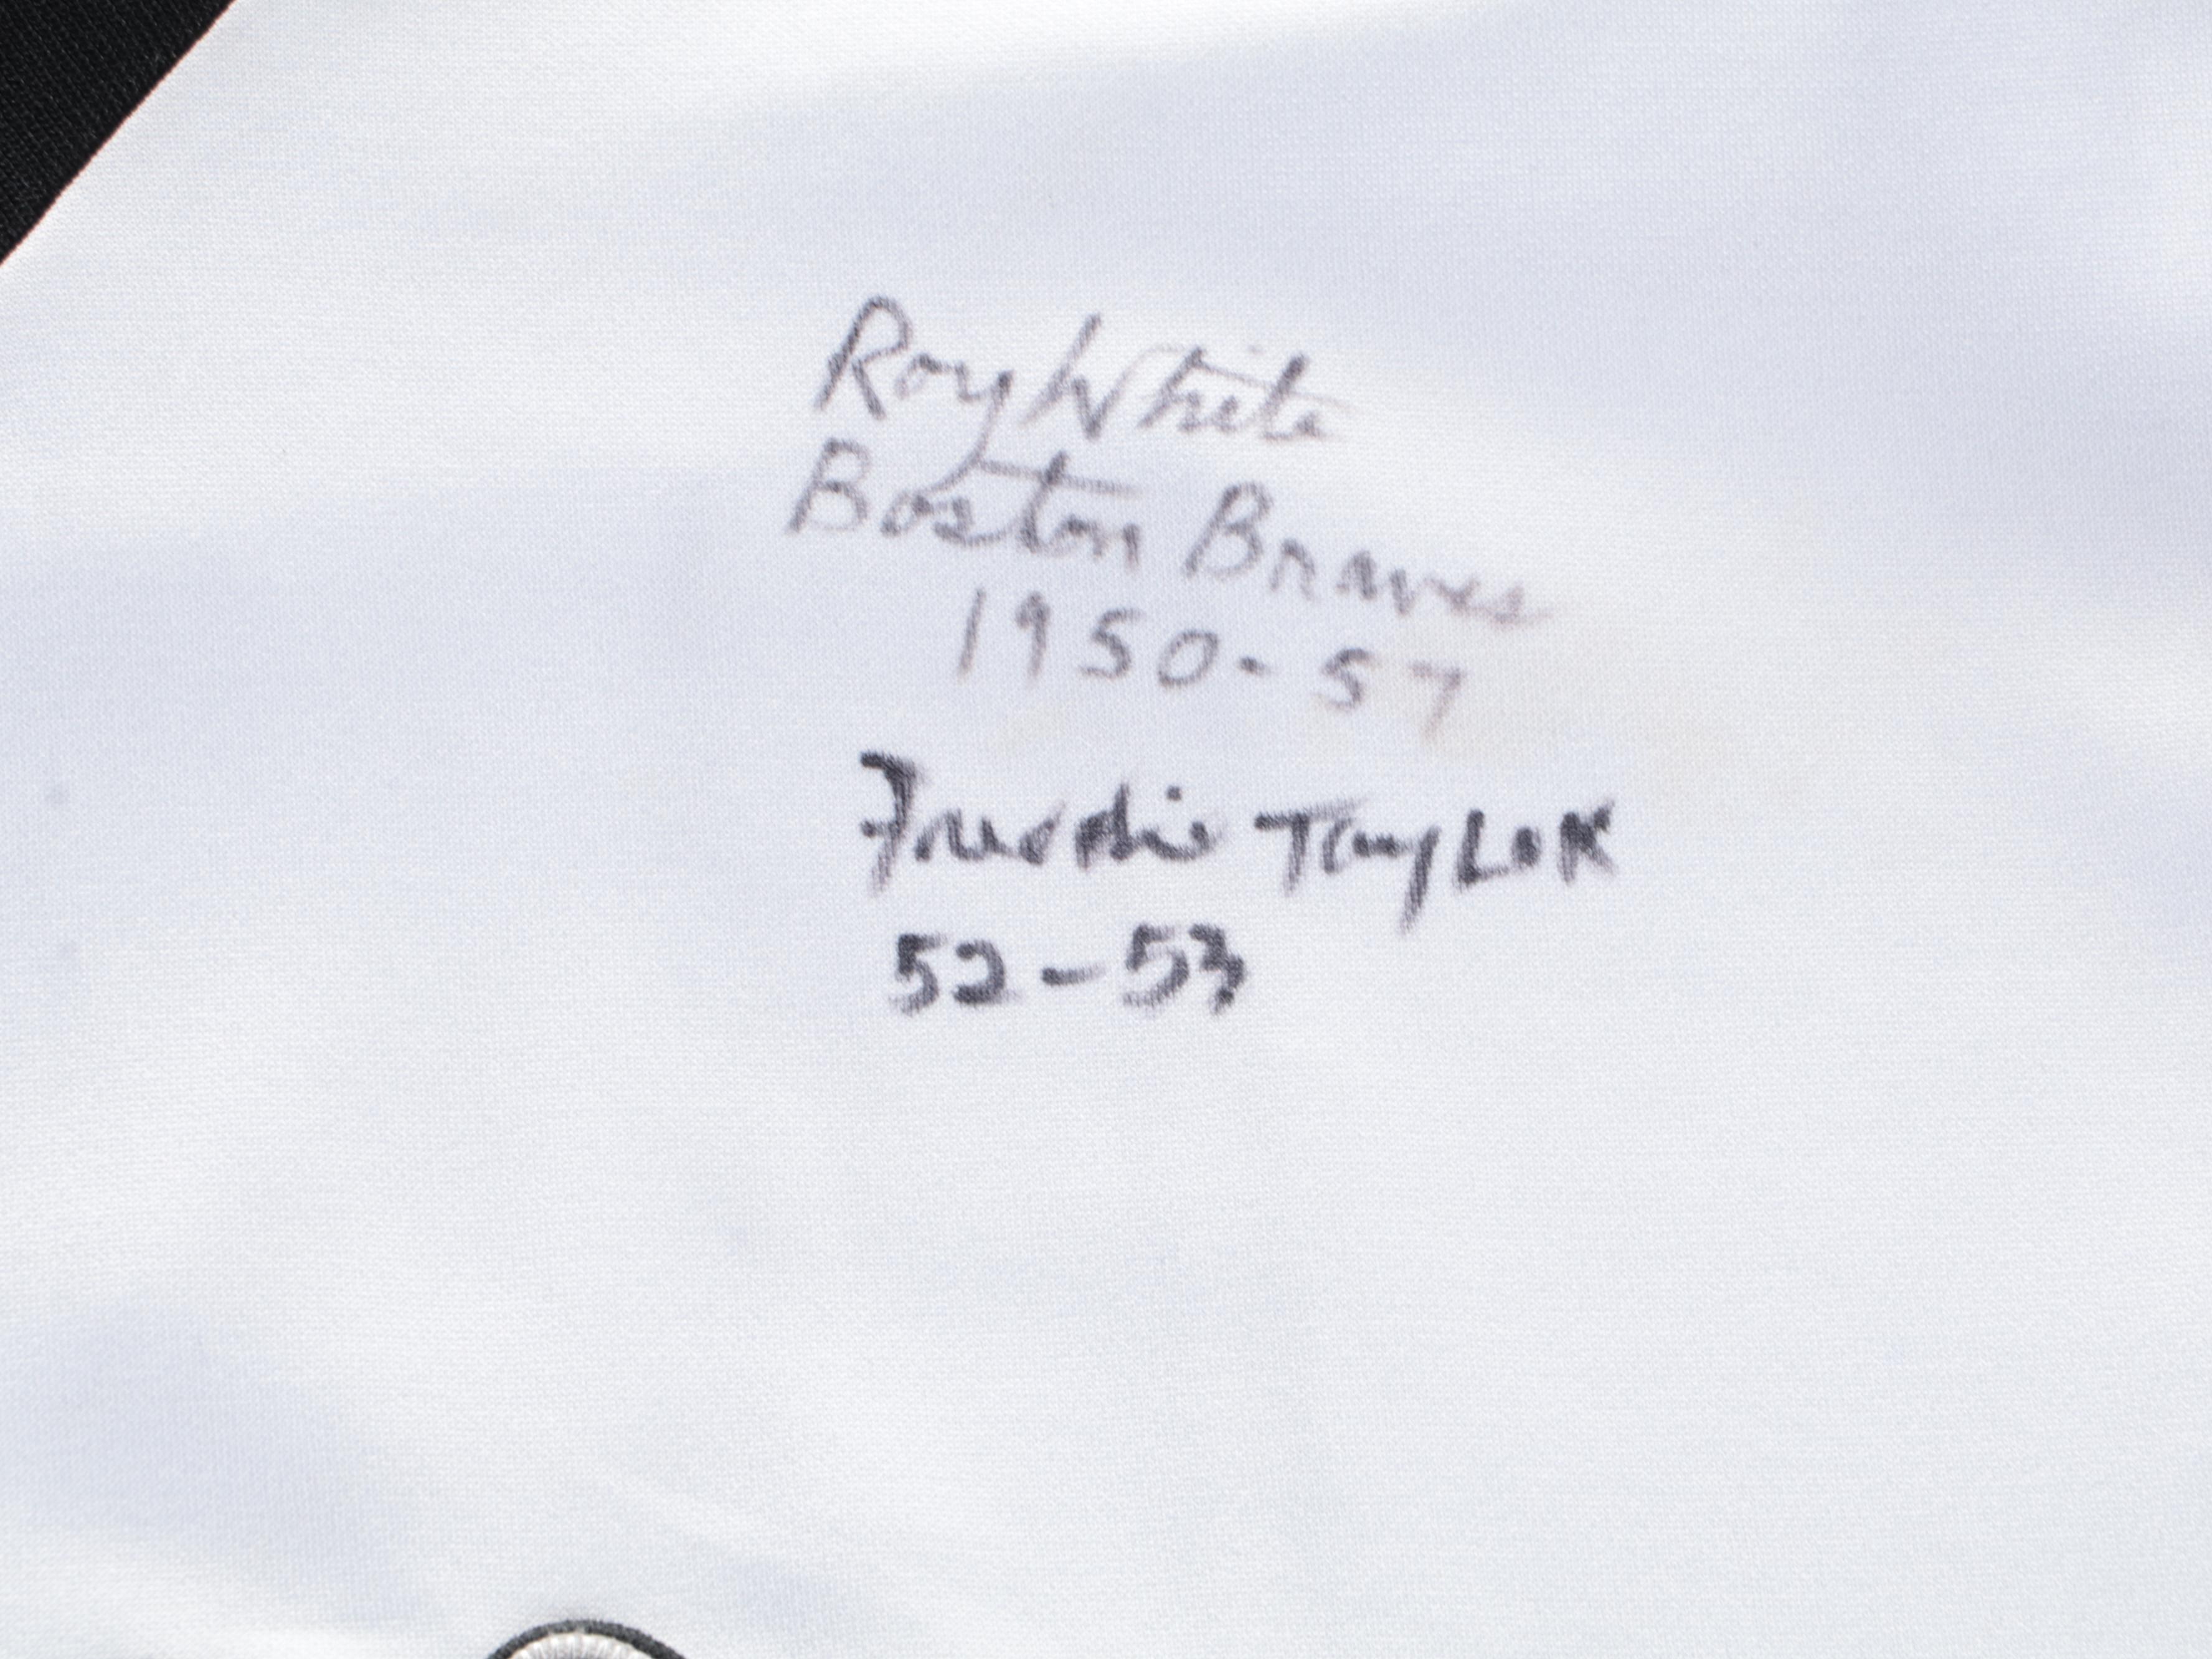 Roy White
Boston Braves
1950-57
Freddie Taylor
52-53